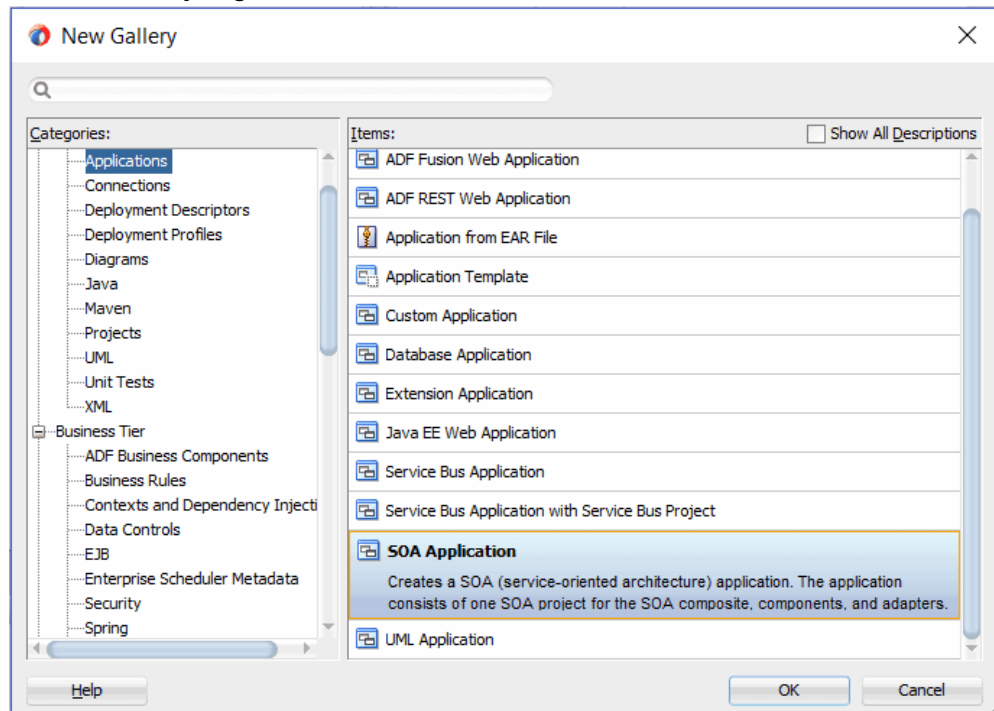 New Gallery
Categories:
Items:
Show All Descriptions
Applications
Connections
Deployment Descriptors
Deployment Profiles
Diagrams
Java
Maven
Projects
UML
Unit Tests
XML
Business Tier
ADF Business Components
Business Rules
Contexts and Dependency Injecti
Data Controls
EJB
Enterprise Scheduler Metadata
Security
Spring
ADF Fusion Web Application
ADF REST Web Application
Application from EAR File
Application Template
Custom Application
Database Application
Extension Application
Java EE Web Application
Service Bus Application
Service Bus Application with Service Bus Project
SOA Application
Creates a SOA (service-oriented architecture) application. The application
consists of one SOA project for the SOA composite, components, and adapters.
UML Application
Help
OK
Cancel